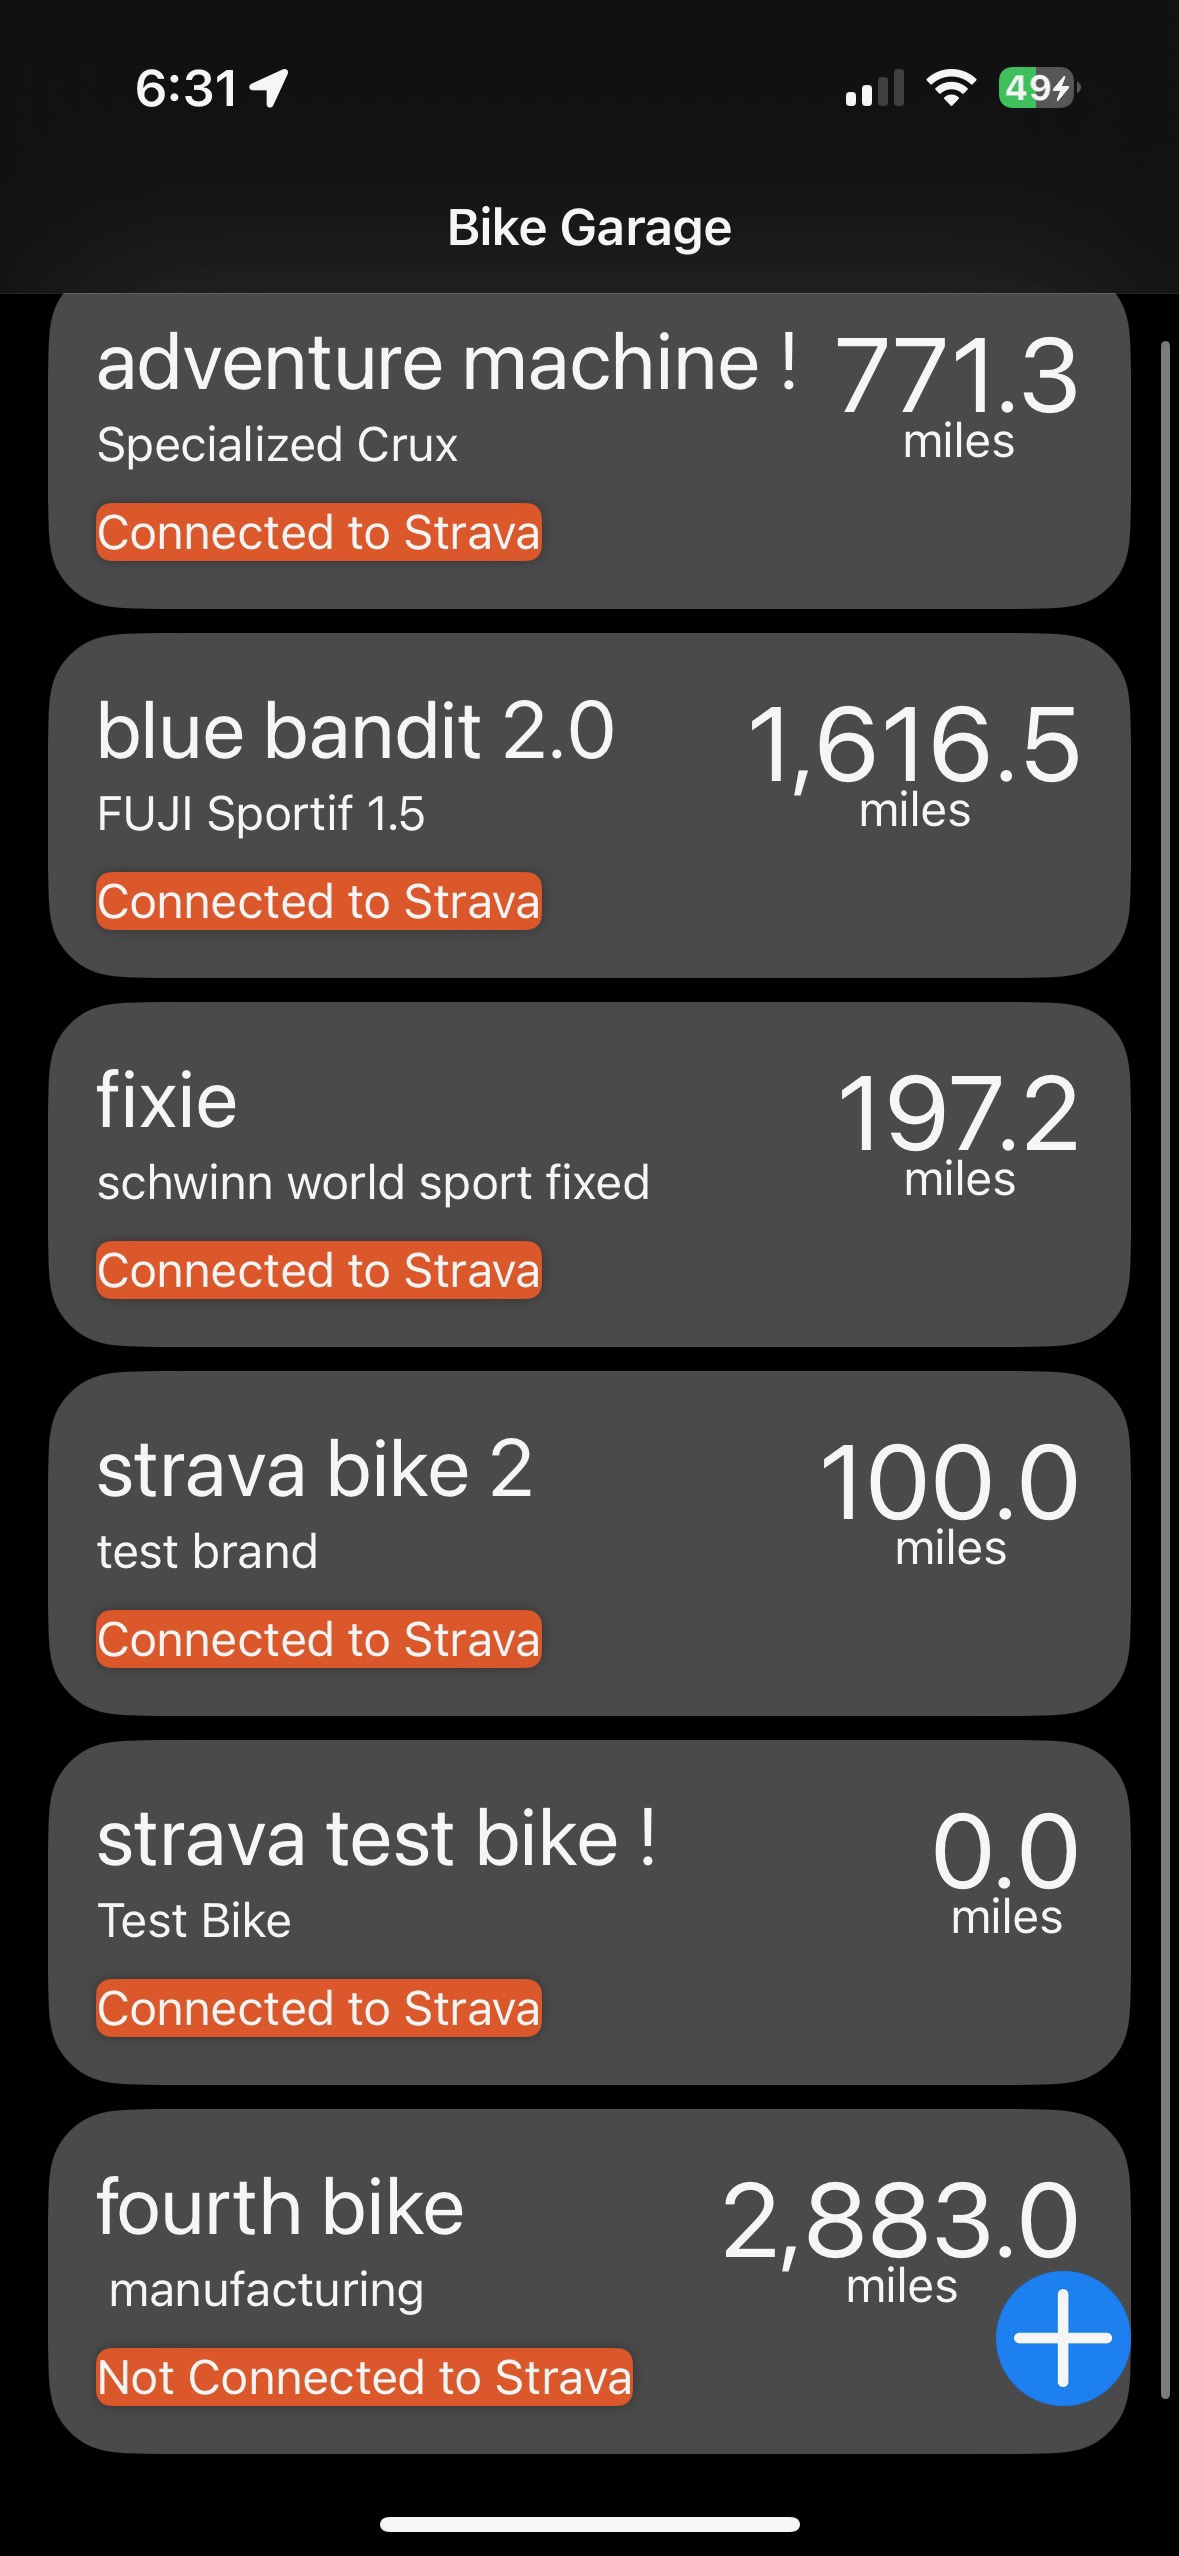 6:31
49
Bike Garage
adventure machine !
771.3
Specialized Crux
miles
Connected to Strava
blue bandit 2.0
1,616.5
FUJI Sportif 1.5
miles
Connected to Strava
fixie
197.2
schwinn world sport fixed
miles
Connected to Strava
strava bike 2
100.0
test brand
miles
Connected to Strava
strava test bike !
0.0
Test Bike
miles
Connected to Strava
fourth bike
2,883.0
manufacturing
miles
Not Connected to Strava